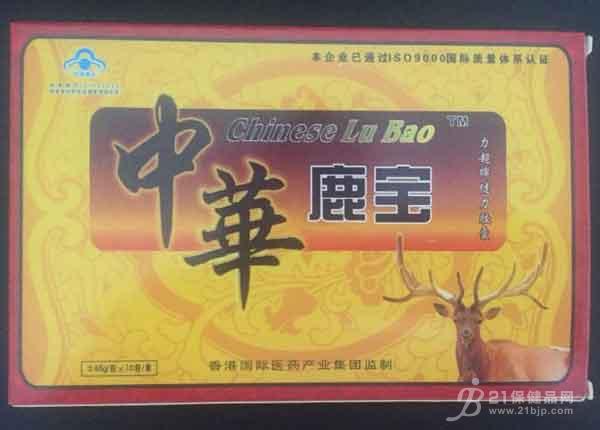 本企业已通过ISO9000国际质量体系认证
Chinese Lu Bao TM
中華鹿宝
香港国际医药产业集团监制
21保健品网
www.21bjp.com